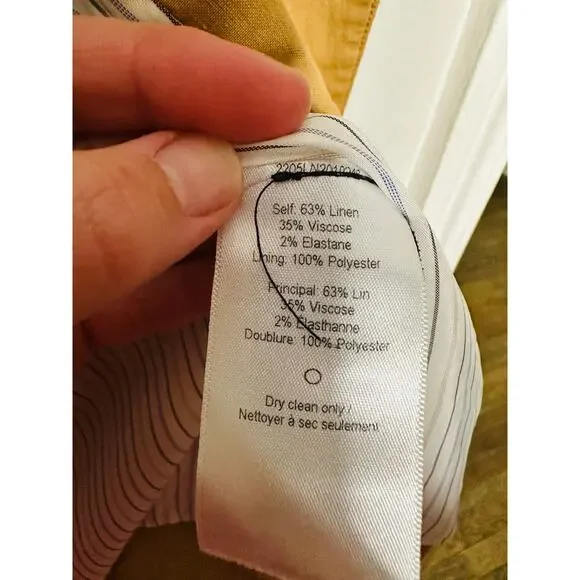 Self: 63% Linen
35% Viscose
2% Elastane
Lining: 100% Polyester
Principal: 63% Lin
35% Viscose
2% Élasthanne
Doublure: 100% Polyester
Dry clean only /
Nettoyer à sec seulement